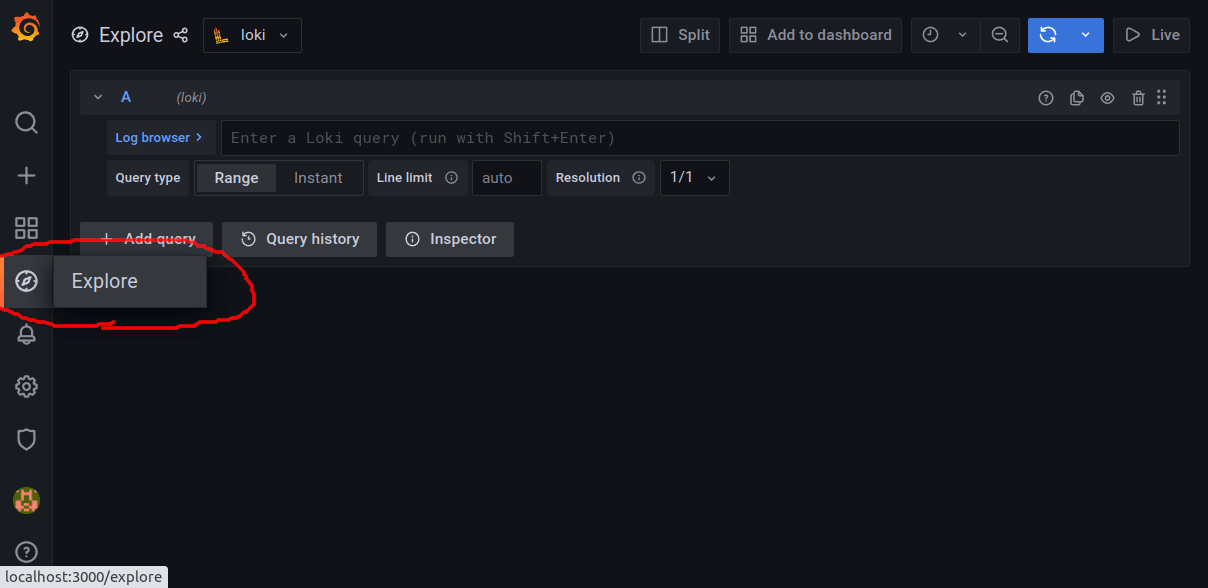 Explore loki Split Add to dashboard Live
A (loki)
Log browser > Enter a Loki query (run with Shift+Enter)
Query type Range Instant Line limit auto Resolution 1/1
+ Add query Query history Inspector
Explore
localhost:3000/explore